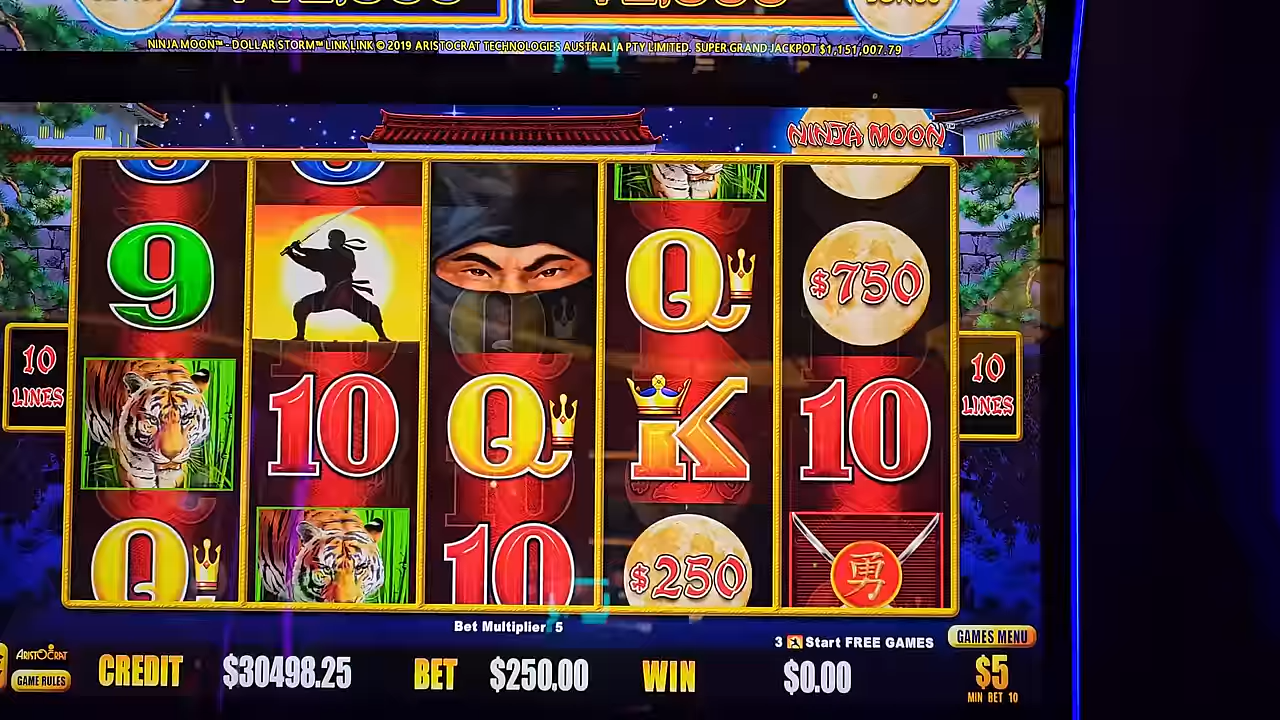 NINJA MOON™ - DOLLAR STORM™ LINK LINK © 2019 ARISTOCRAT TECHNOLOGIES AUSTRALIA PTY LIMITED. SUPER GRAND JACKPOT $1,151,007.79
NINJA MOON™
9
Q
$750
10
LINES
10
LINES
10
Q
K
10
Q
10
$250
勇
Bet Multiplier 5
3 Start FREE GAMES
GAMES MENU
ARISTOCRAT
GAME RULES
CREDIT $30498.25 BET $250.00 WIN $0.00
$5
MIN BET 10